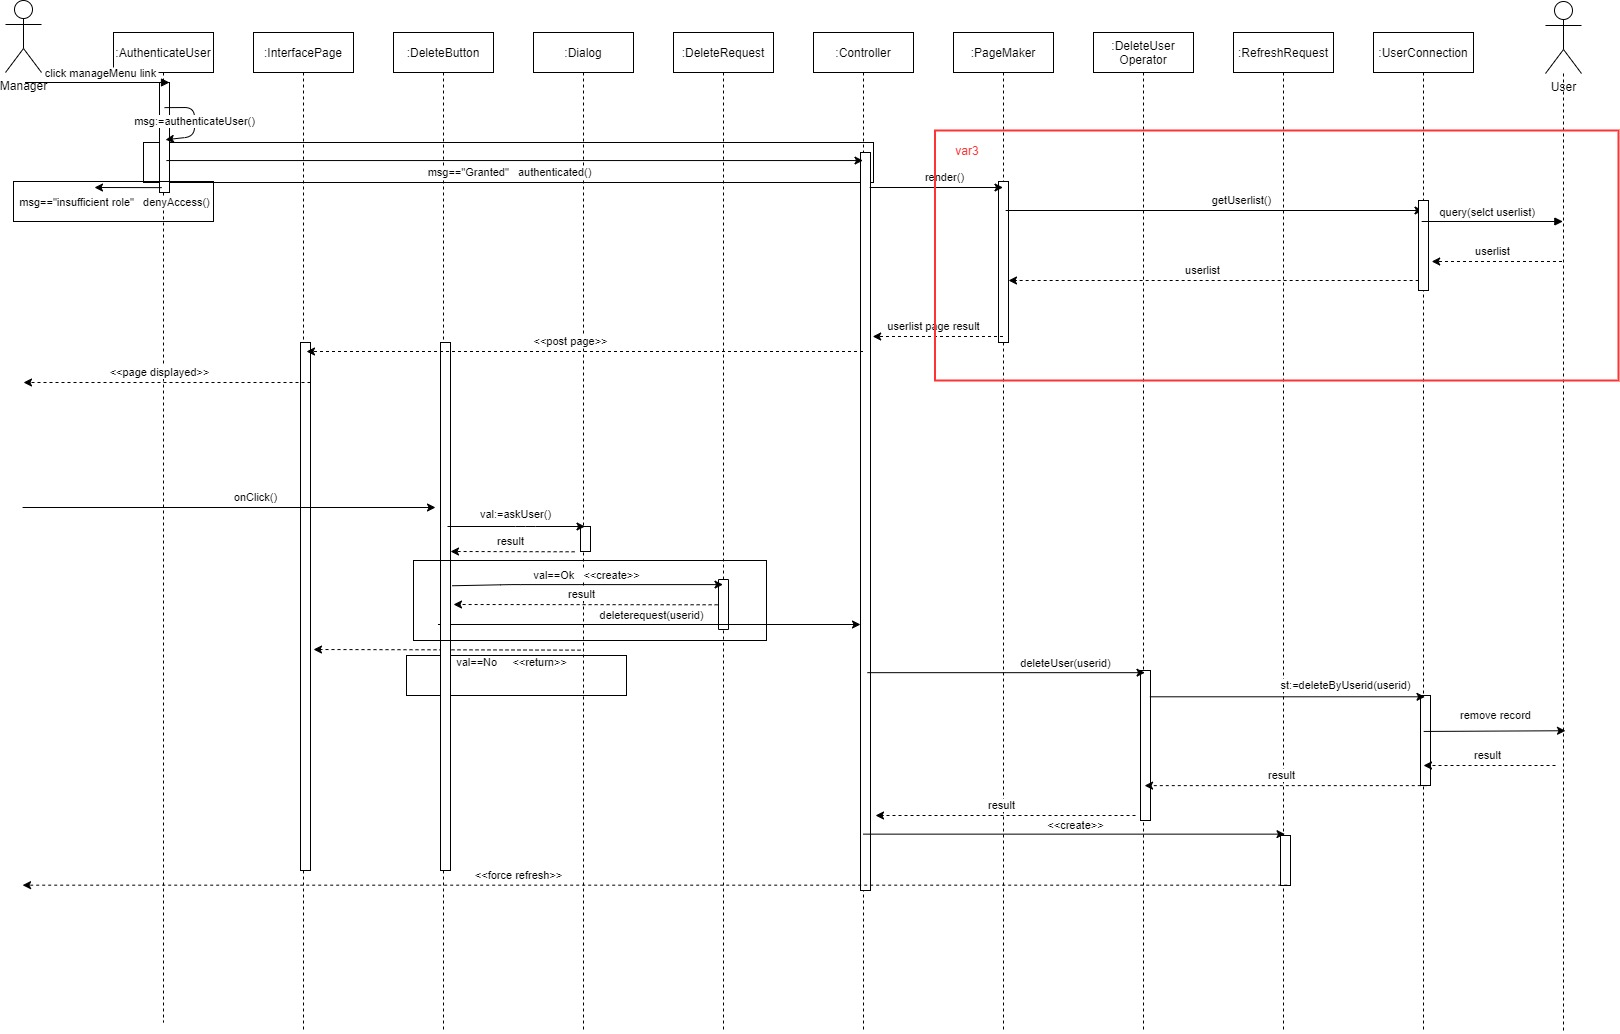 :AuthenticateUser
:InterfacePage
:DeleteButton
:Dialog
:DeleteRequest
:Controller
:PageMaker
:DeleteUser
Operator
:RefreshRequest
:UserConnection
click manageMenu link
Manager
User
msg:=authenticateUser()
var3
msg=="Granted" authenticated()
render()
msg=="insufficient role" denyAccess()
getUserlist()
query(selct userlist)
userlist
userlist
userlist page result
<<post page>>
<<page displayed>>
onClick()
val:=askUser()
result
val==Ok <<create>>
result
deleterequest(userid)
val==No <<return>>
deleteUser(userid)
st:=deleteByUserid(userid)
remove record
result
result
result
<<create>>
<<force refresh>>